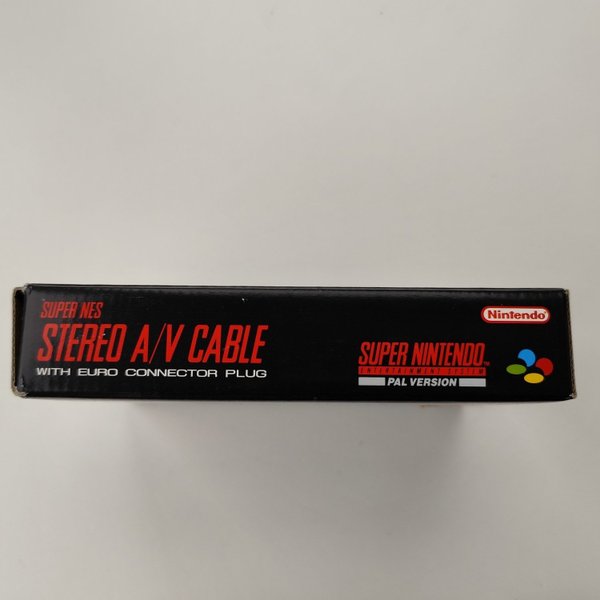 SUPER NES
STEREO A/V CABLE
WITH EURO CONNECTOR PLUG
Nintendo
SUPER NINTENDO
ENTERTAINMENT SYSTEM
PAL VERSION